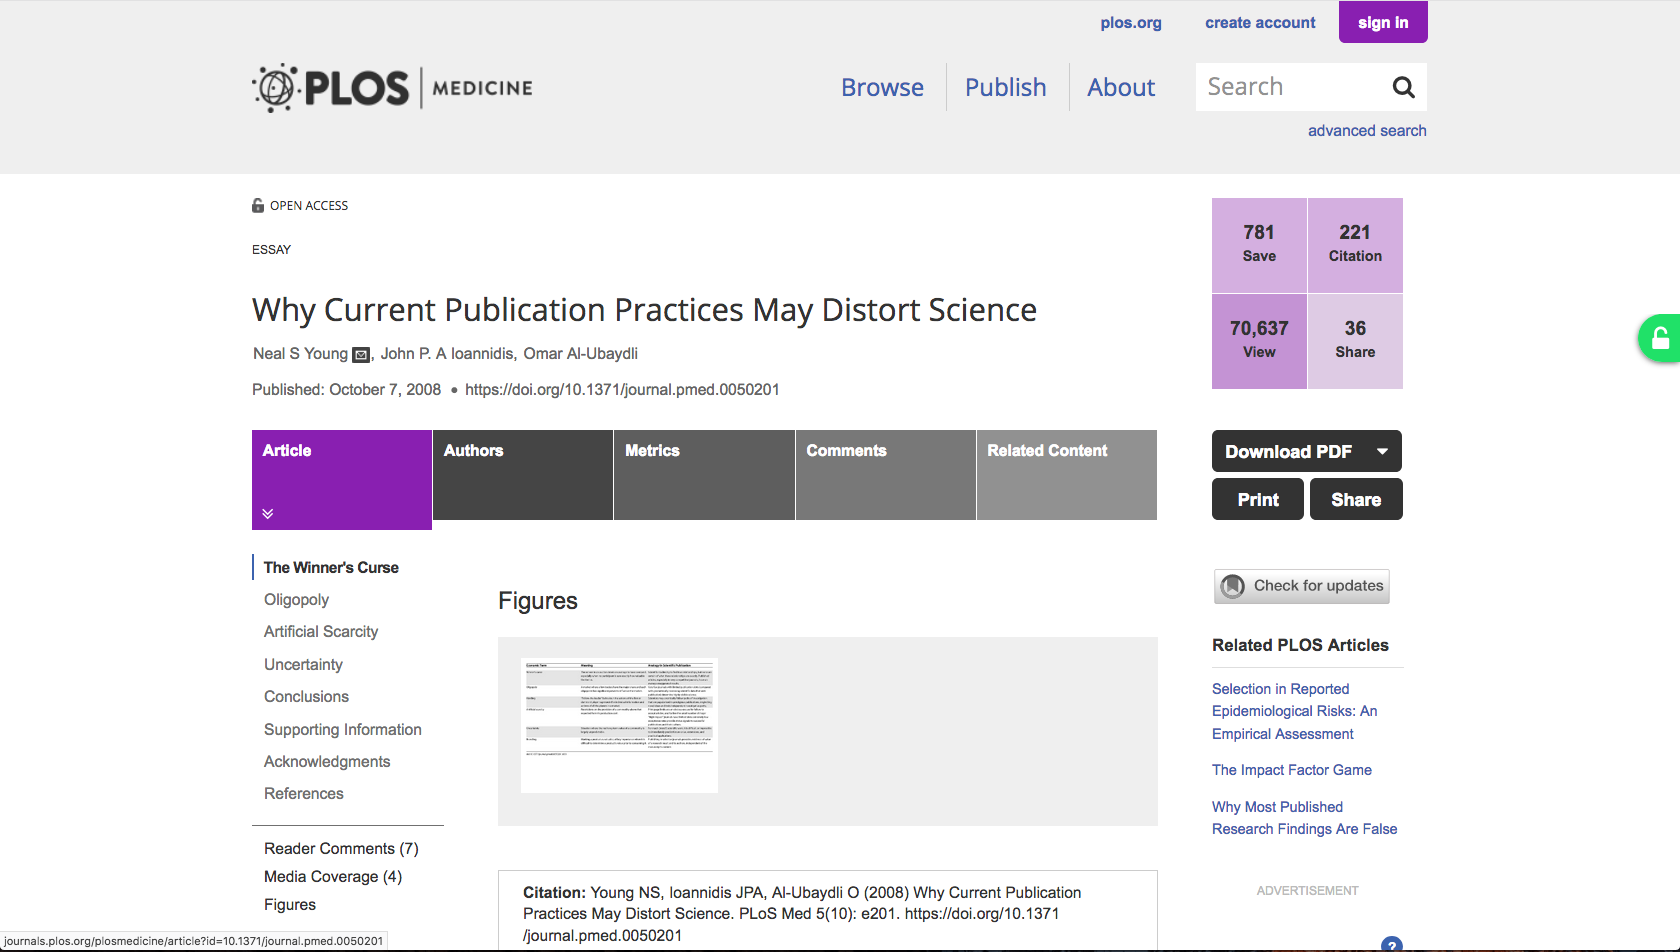 plos.org create account sign in
PLOS MEDICINE
Browse Publish About Search
advanced search
OPEN ACCESS
ESSAY
Why Current Publication Practices May Distort Science
Neal S Young , John P. A Ioannidis, Omar Al-Ubaydli
Published: October 7, 2008 • https://doi.org/10.1371/journal.pmed.0050201
781
Save
221
Citation
70,637
View
36
Share
Article Authors Metrics Comments Related Content
Download PDF
Print Share
The Winner's Curse
Oligopoly
Artificial Scarcity
Uncertainty
Conclusions
Supporting Information
Acknowledgments
References
Reader Comments (7)
Media Coverage (4)
Figures
Figures
Citation: Young NS, Ioannidis JPA, Al-Ubaydli O (2008) Why Current Publication
Practices May Distort Science. PLoS Med 5(10): e201. https://doi.org/10.1371
/journal.pmed.0050201
Check for updates
Related PLOS Articles
Selection in Reported
Epidemiological Risks: An
Empirical Assessment
The Impact Factor Game
Why Most Published
Research Findings Are False
ADVERTISEMENT
?
journals.plos.org/plosmedicine/article?id=10.1371/journal.pmed.0050201